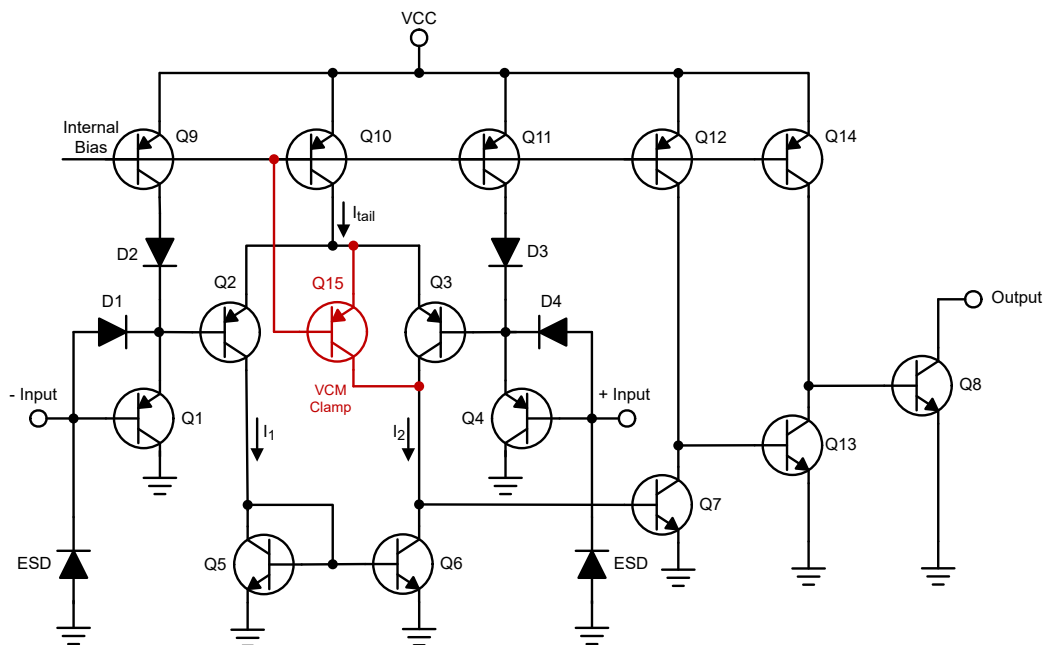 VCC
Internal
Bias
Q9
Q10
Q11
Q12
Q14
Itail
D2
D3
Q2
Q15
Q3
D1
D4
Output
- Input
Q1
VCM
Clamp
Q4
+ Input
Q8
I1
I2
Q13
Q7
ESD
Q5
Q6
ESD